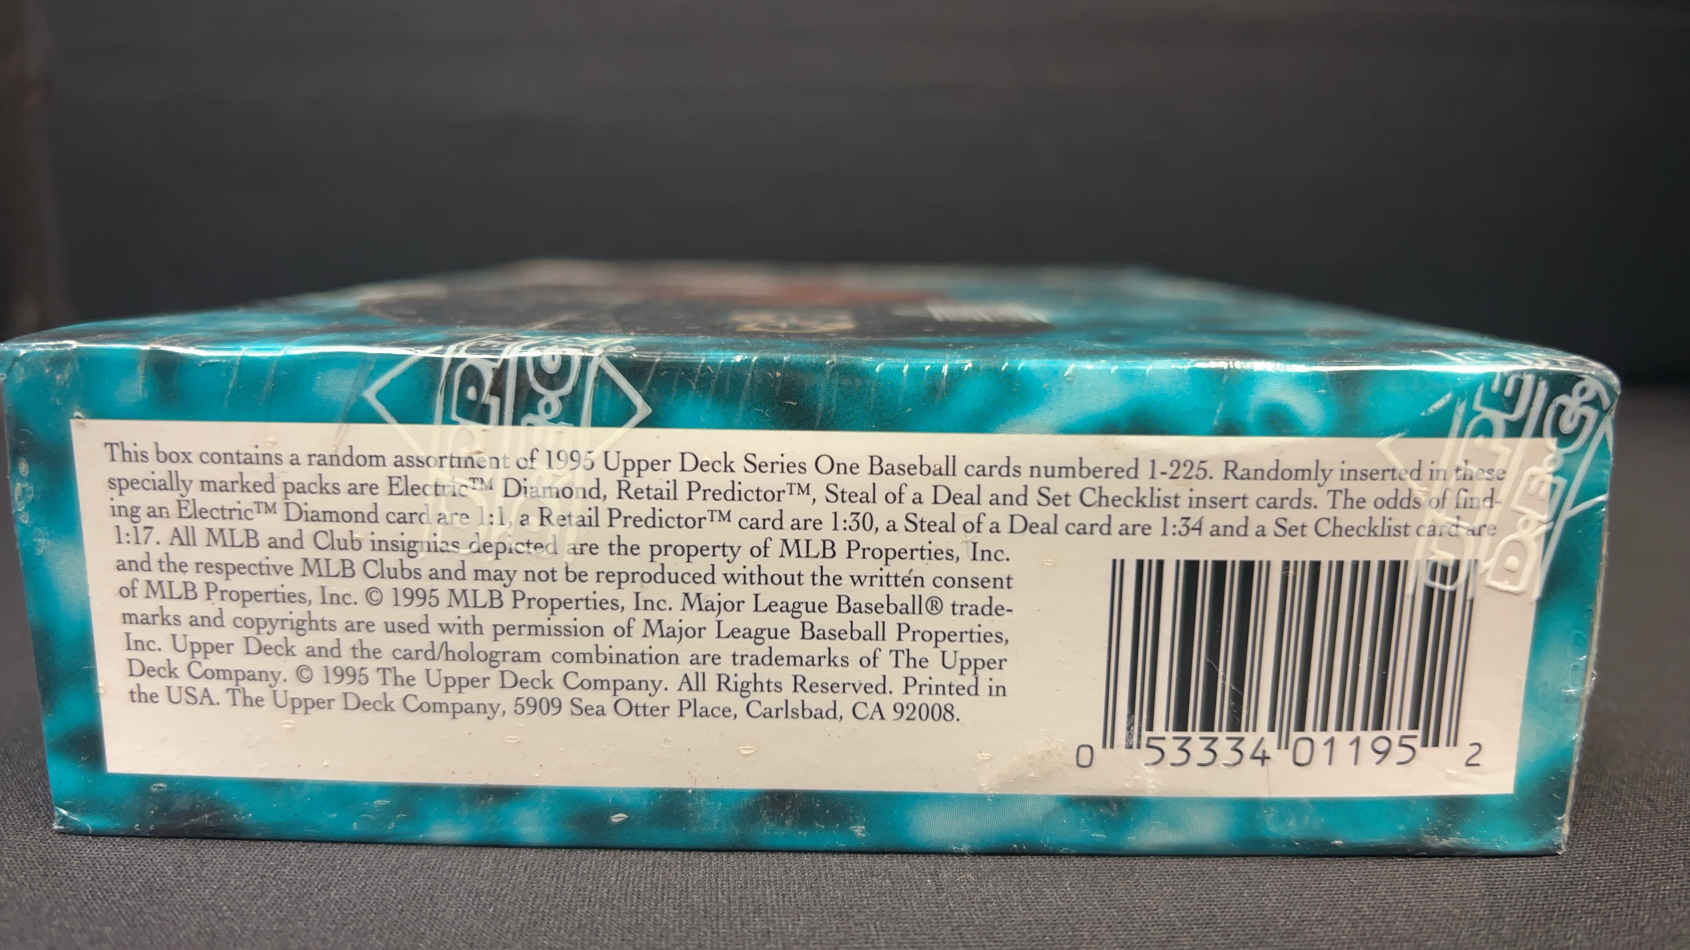 This box contains a random assortment of 1995 Upper Deck Series One Baseball cards numbered 1-225. Randomly inserted in these
specially marked packs are Electric™ Diamond, Retail Predictor™, Steal of a Deal and Set Checklist insert cards. The odds of find-
ing an Electric™ Diamond card are 1:1, a Retail Predictor™ card are 1:30, a Steal of a Deal card are 1:34 and a Set Checklist card are
1:17. All MLB and Club insignias depicted are the property of MLB Properties, Inc.
and the respective MLB Clubs and may not be reproduced without the written consent
of MLB Properties, Inc. © 1995 MLB Properties, Inc. Major League Baseball® trade-
marks and copyrights are used with permission of Major League Baseball Properties,
Inc. Upper Deck and the card/hologram combination are trademarks of The Upper
Deck Company. © 1995 The Upper Deck Company. All Rights Reserved. Printed in
the USA. The Upper Deck Company, 5909 Sea Otter Place, Carlsbad, CA 92008.
0 53334 01195 2